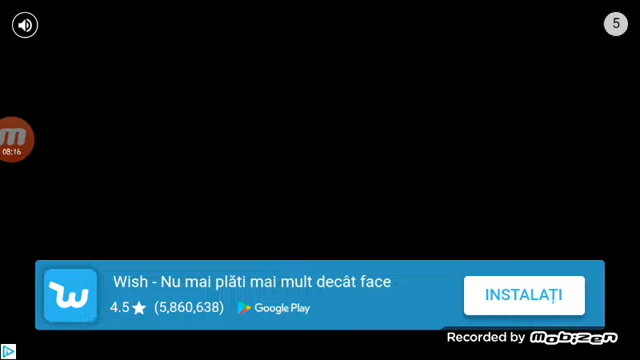 5
m
08:16
Wish - Nu mai plăti mai mult decât face
4.5★ (5,860,638) Google Play
INSTALAȚI
Recorded by mobizen